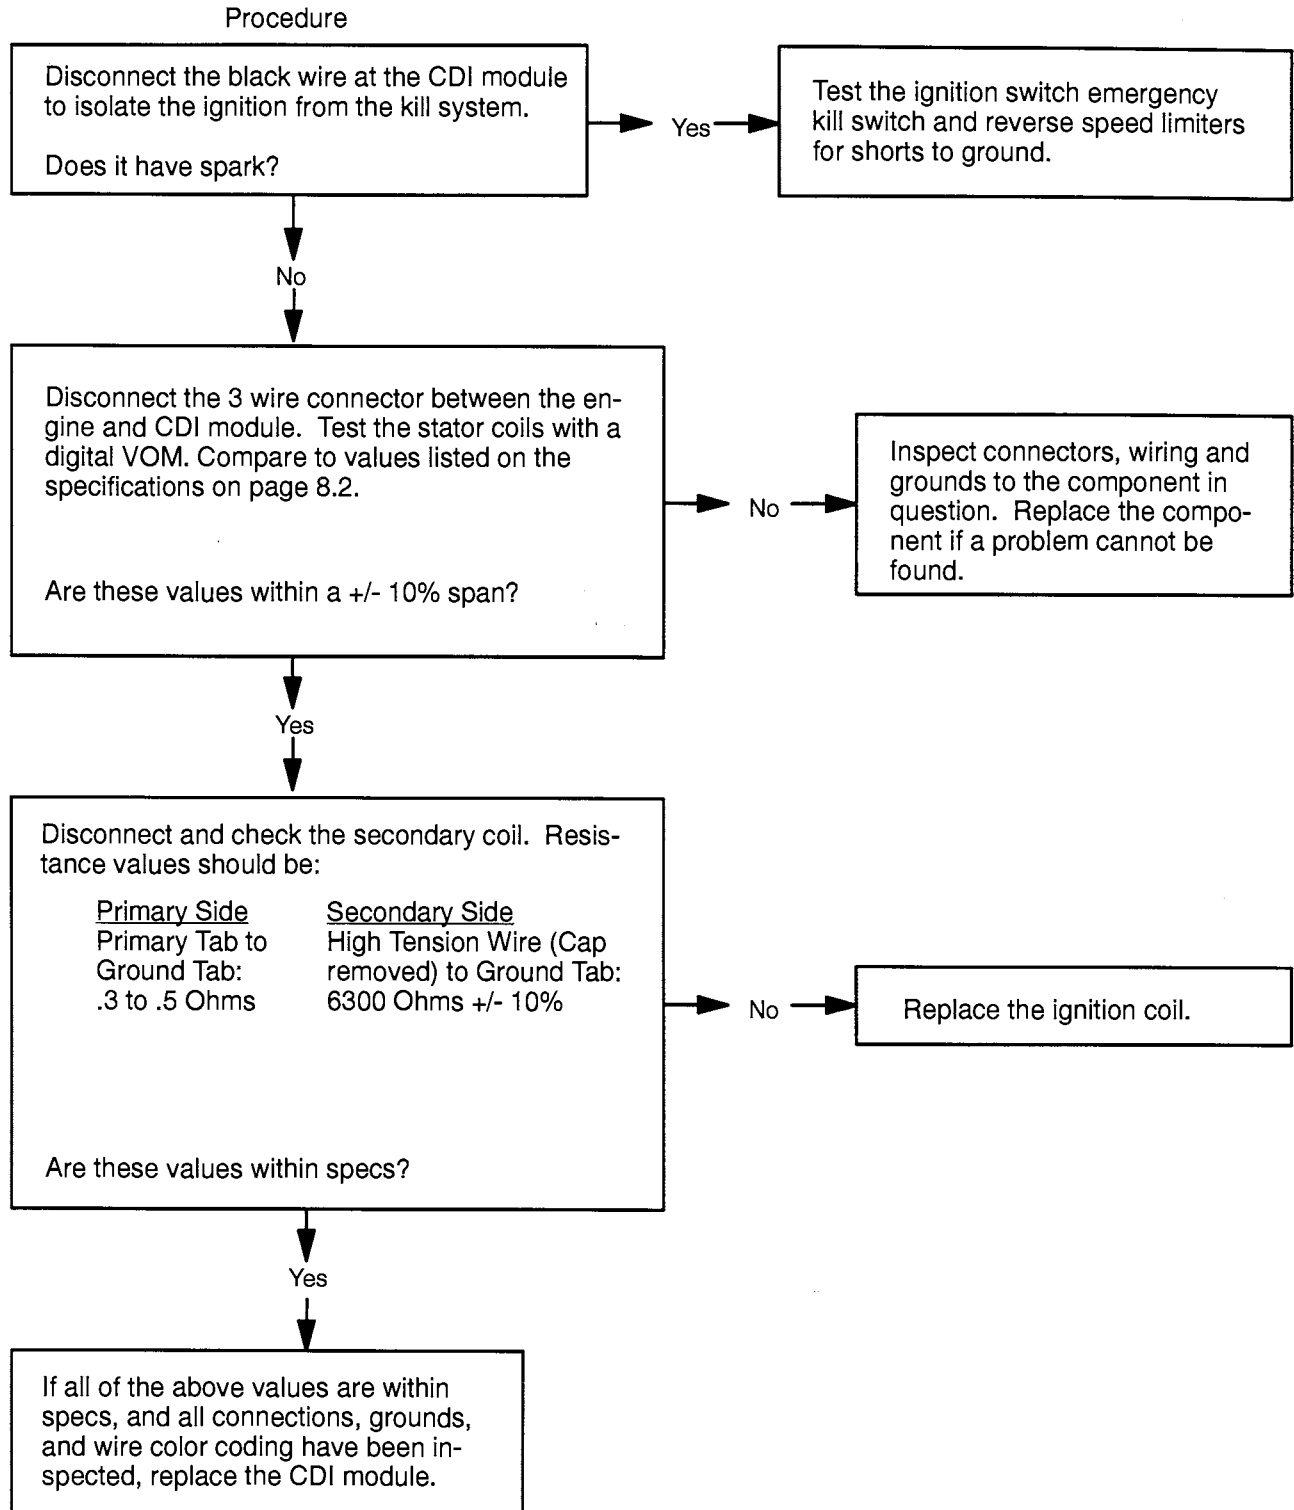 Procedure
Disconnect the black wire at the CDI module
to isolate the ignition from the kill system.
Does it have spark?
Yes
Test the ignition switch emergency
kill switch and reverse speed limiters
for shorts to ground.
No
Disconnect the 3 wire connector between the en-
gine and CDI module. Test the stator coils with a
digital VOM. Compare to values listed on the
specifications on page 8.2.
Are these values within a +/- 10% span?
No
Inspect connectors, wiring and
grounds to the component in
question. Replace the compo-
nent if a problem cannot be
found.
Yes
Disconnect and check the secondary coil. Resis-
tance values should be:
Primary Side
Primary Tab to
Ground Tab:
.3 to .5 Ohms
Secondary Side
High Tension Wire (Cap
removed) to Ground Tab:
6300 Ohms +/- 10%
Are these values within specs?
No
Replace the ignition coil.
Yes
If all of the above values are within
specs, and all connections, grounds,
and wire color coding have been in-
spected, replace the CDI module.